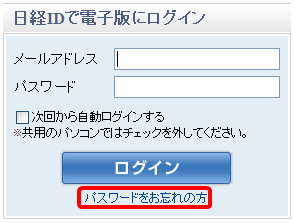 日経IDで電子版にログイン
メールアドレス
パスワード
次回から自動ログインする
※共用のパソコンではチェックを外してください。
ログイン
パスワードをお忘れの方